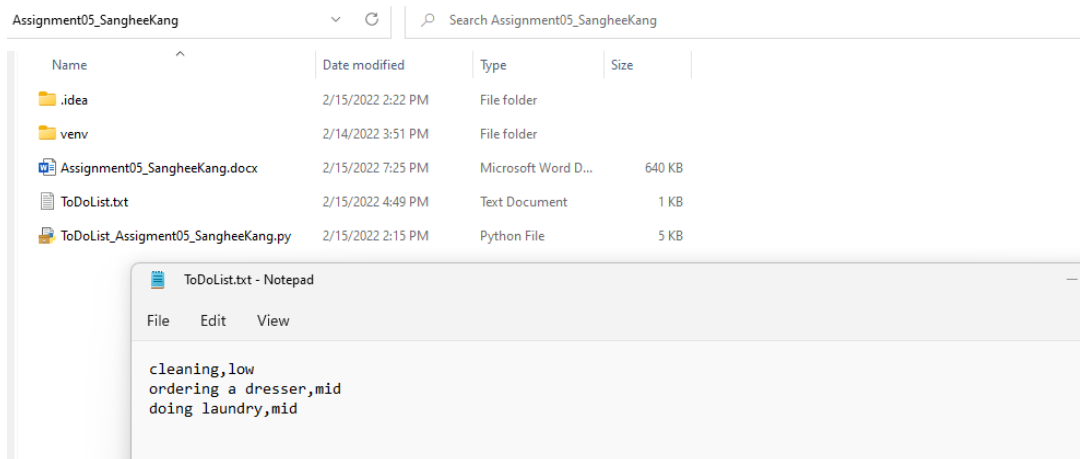 Assignment05_SangheeKang
Search Assignment05_SangheeKang
Name Date modified Type Size
.idea 2/15/2022 2:22 PM File folder
venv 2/14/2022 3:51 PM File folder
Assignment05_SangheeKang.docx 2/15/2022 7:25 PM Microsoft Word D... 640 KB
ToDoList.txt 2/15/2022 4:49 PM Text Document 1 KB
ToDoList_Assigment05_SangheeKang.py 2/15/2022 2:15 PM Python File 5 KB
ToDoList.txt - Notepad
File Edit View
cleaning,low
ordering a dresser,mid
doing laundry,mid